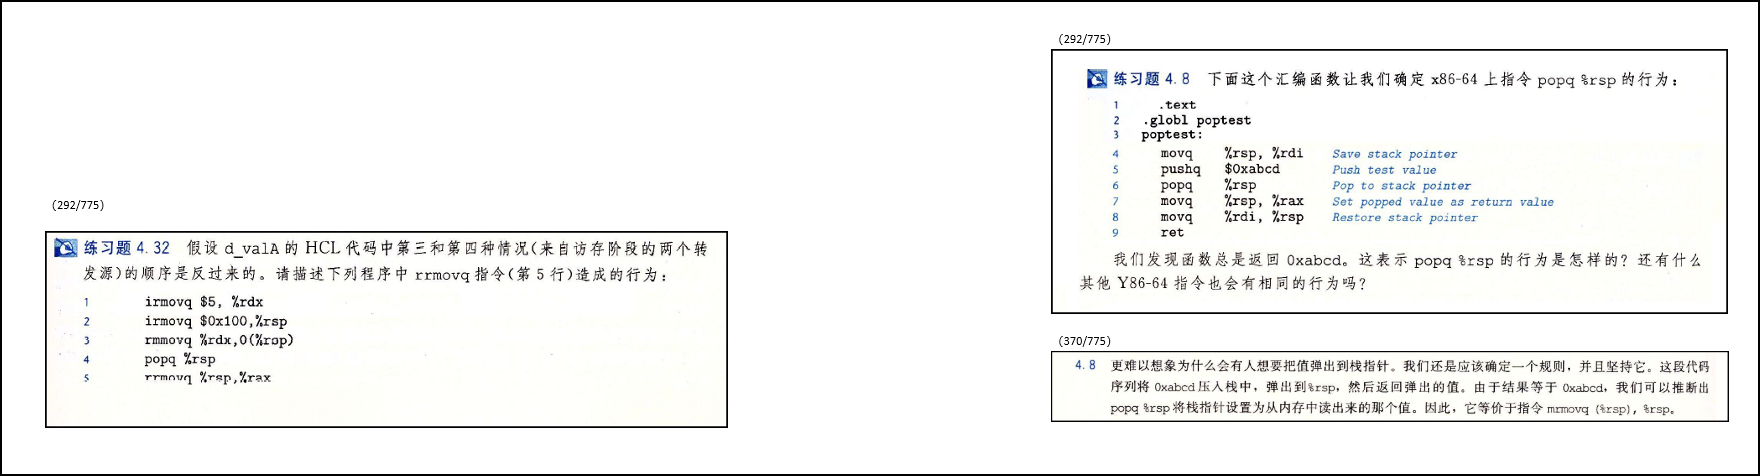 (292/775)
练习题 4.32 假设 d_valA 的 HCL 代码中第三和第四种情况(来自访存阶段的两个转
发源)的顺序是反过来的。请描述下列程序中 rrmovq 指令(第 5 行)造成的行为：
1 irmovq $5, %rdx
2 irmovq $0x100,%rsp
3 rmmovq %rdx,0(%rsp)
4 popq %rsp
5 rrmovq %rsp,%rax
(292/775)
练习题 4.8 下面这个汇编函数让我们确定 x86-64 上指令 popq %rsp 的行为：
1 .text
2 .globl poptest
3 poptest:
4 movq %rsp, %rdi Save stack pointer
5 pushq $0xabcd Push test value
6 popq %rsp Pop to stack pointer
7 movq %rsp, %rax Set popped value as return value
8 movq %rdi, %rsp Restore stack pointer
9 ret
我们发现函数总是返回 0xabcd。这表示 popq %rsp 的行为是怎样的？还有什么
其他 Y86-64 指令也会有相同的行为吗？
(370/775)
4.8 更难以想象为什么会有人想要把值弹出到栈指针。我们还是应该确定一个规则，并且坚持它。这段代码
序列将 0xabcd 压入栈中，弹出到%rsp，然后返回弹出的值。由于结果等于 0xabcd，我们可以推断出
popq %rsp 将栈指针设置为从内存中读出来的那个值。因此，它等价于指令 mrmovq (%rsp), %rsp。